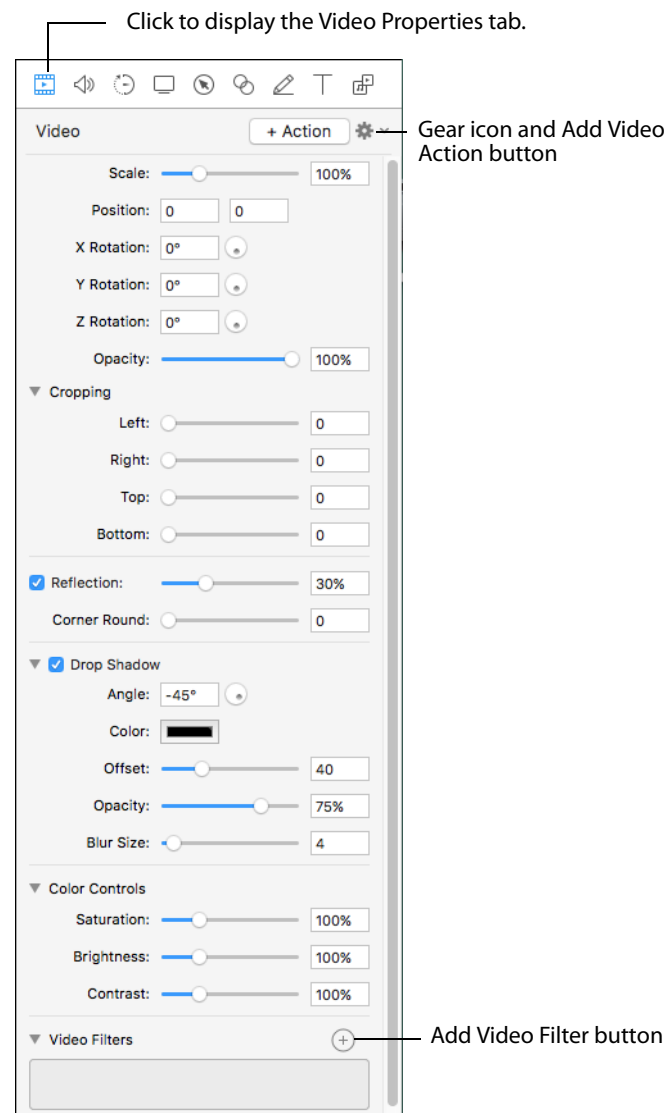 Click to display the Video Properties tab.
Video
+ Action
Gear icon and Add Video
Action button
Scale: 100%
Position: 0 0
X Rotation: 0°
Y Rotation: 0°
Z Rotation: 0°
Opacity: 100%
Cropping
Left: 0
Right: 0
Top: 0
Bottom: 0
Reflection: 30%
Corner Round: 0
Drop Shadow
Angle: -45°
Color:
Offset: 40
Opacity: 75%
Blur Size: 4
Color Controls
Saturation: 100%
Brightness: 100%
Contrast: 100%
Video Filters
Add Video Filter button